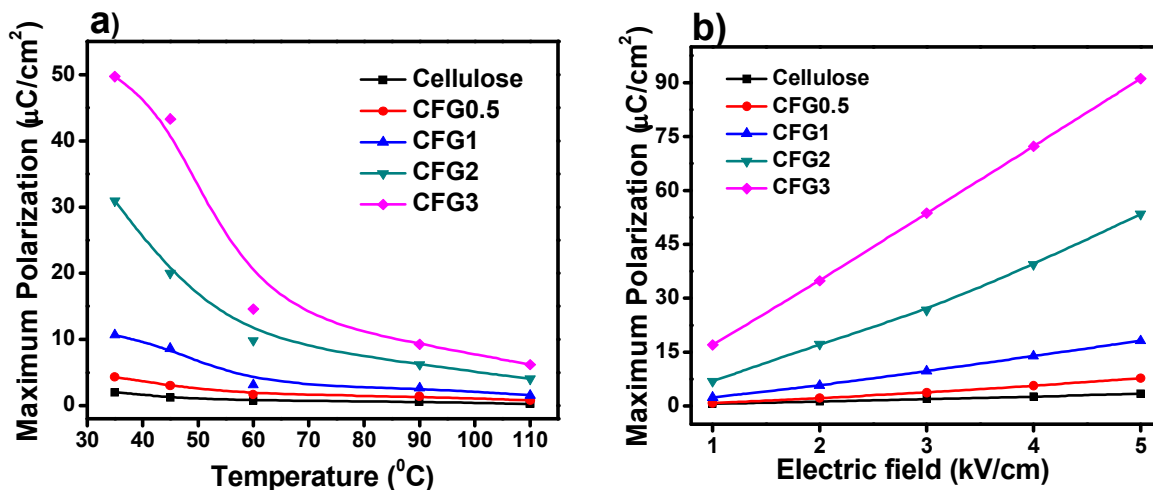 a)
Maximum Polarization (μC/cm²)
50
40
30
20
10
0
Cellulose
CFG0.5
CFG1
CFG2
CFG3
30 40 50 60 70 80 90 100 110
Temperature (⁰C)
b)
Maximum Polarization (μC/cm²)
90
75
60
45
30
15
0
Cellulose
CFG0.5
CFG1
CFG2
CFG3
1 2 3 4 5
Electric field (kV/cm)